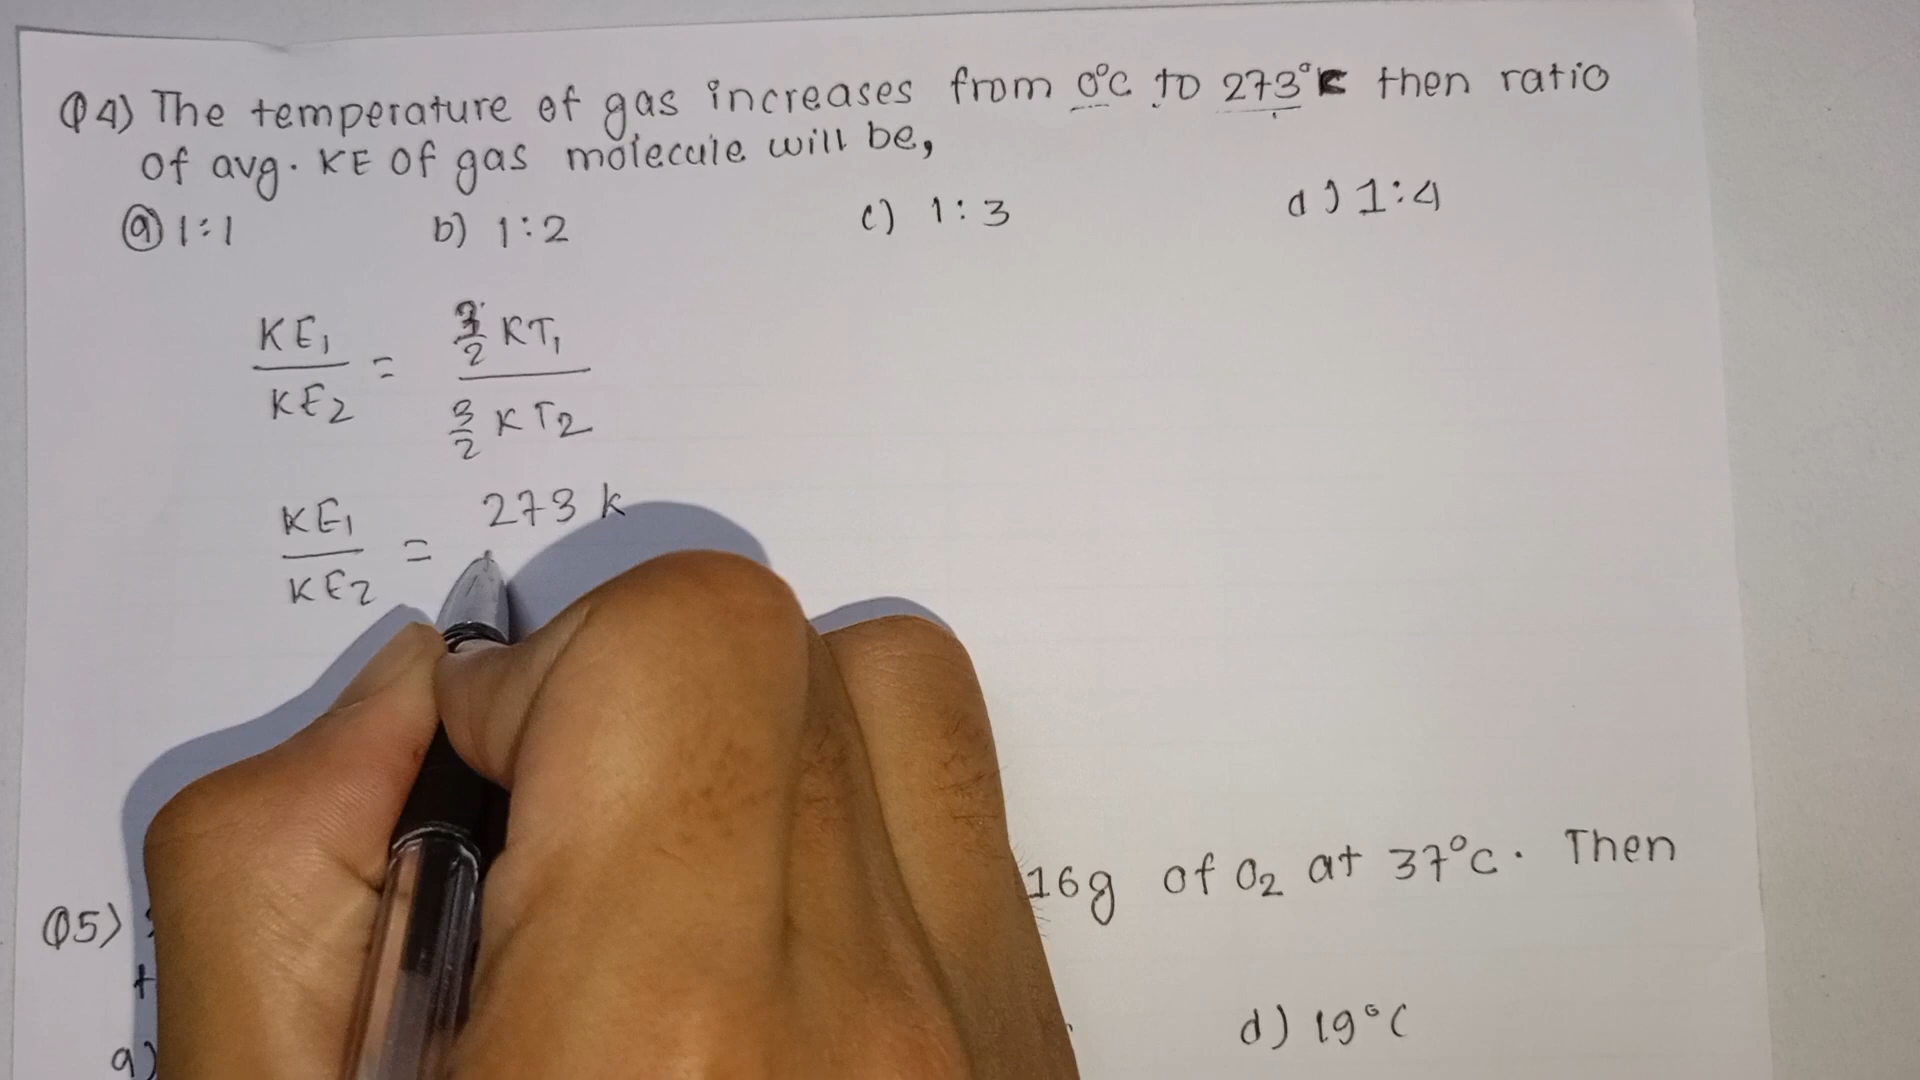 Q4) The temperature of gas increases from 0°C to 273°K then ratio
of avg. KE of gas molecule will be,
a) 1:1 b) 1:2 c) 1:3 d) 1:4
KE1 / KE2 = 3/2 KT1 / 3/2 KT2
KE1 / KE2 = 273 k
Q5) 16g of O2 at 37°C. Then
d) 19°C
a)